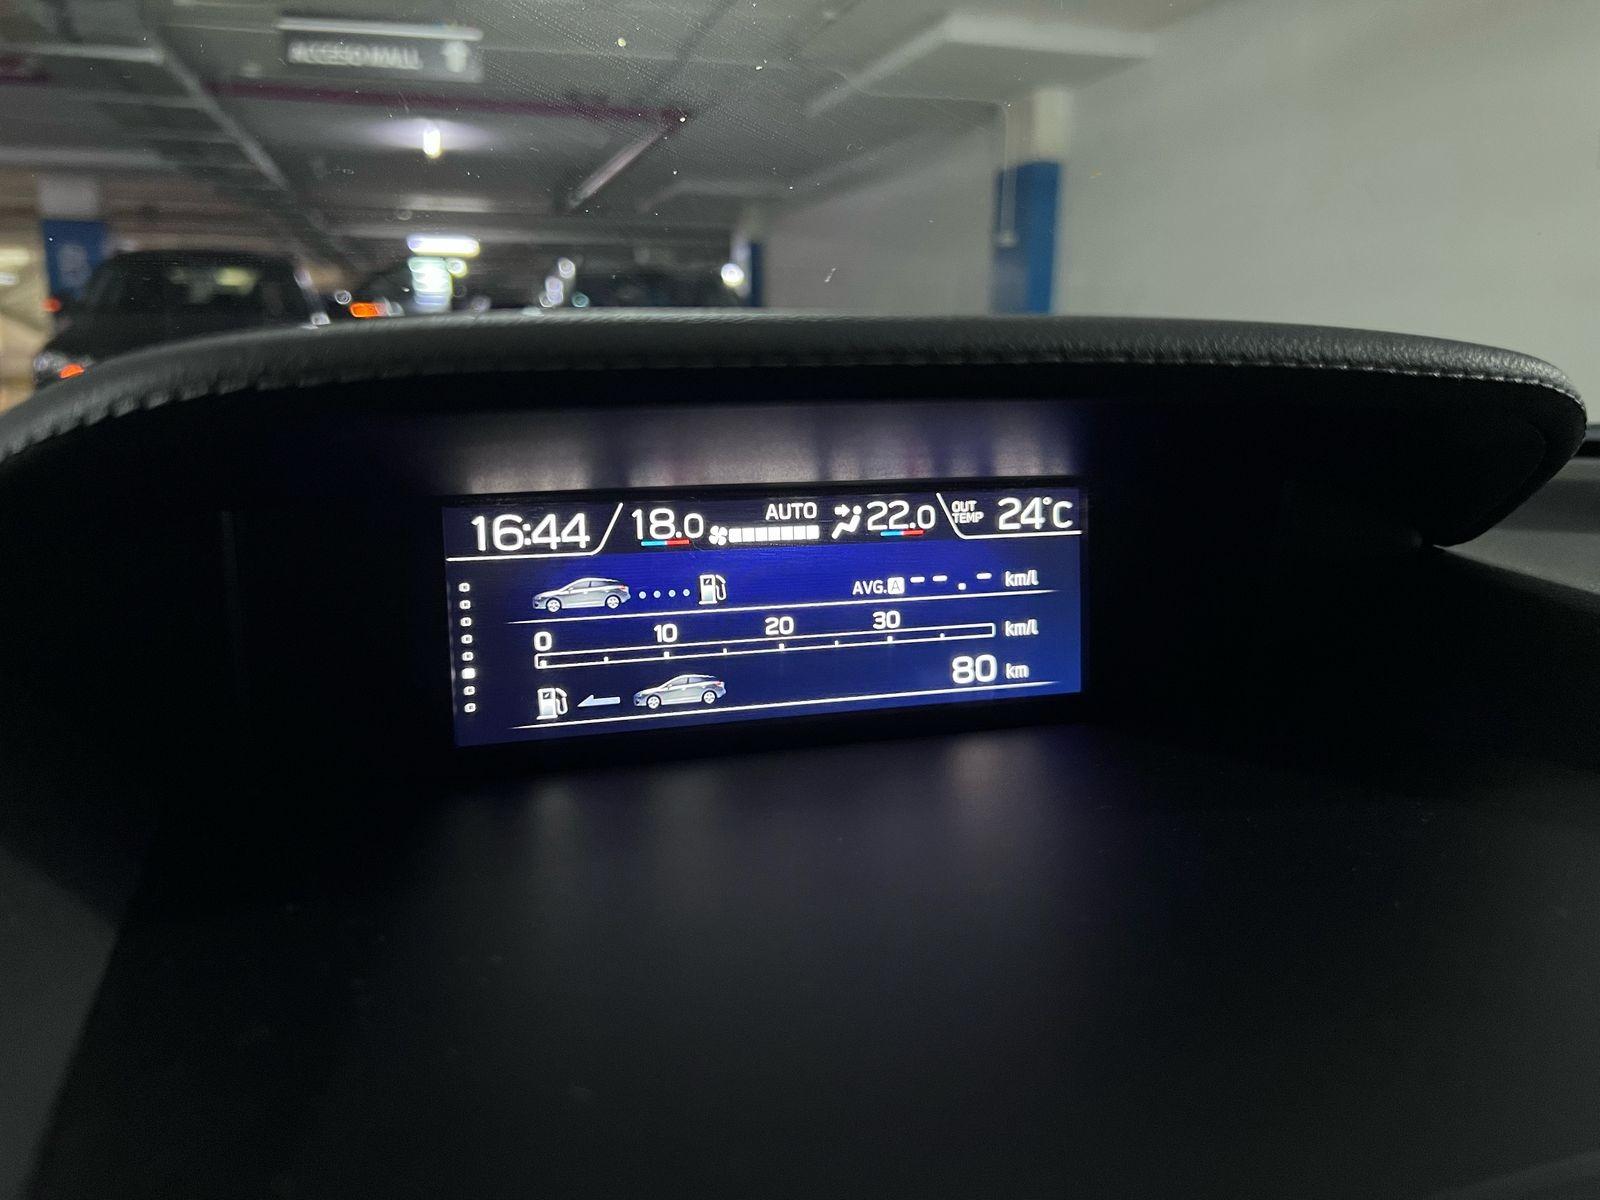 ACCESO MALL
16:44 18.0 AUTO 22.0 OUT TEMP 24°C
AVG. A --.- km/l
0 10 20 30 km/l
80 km